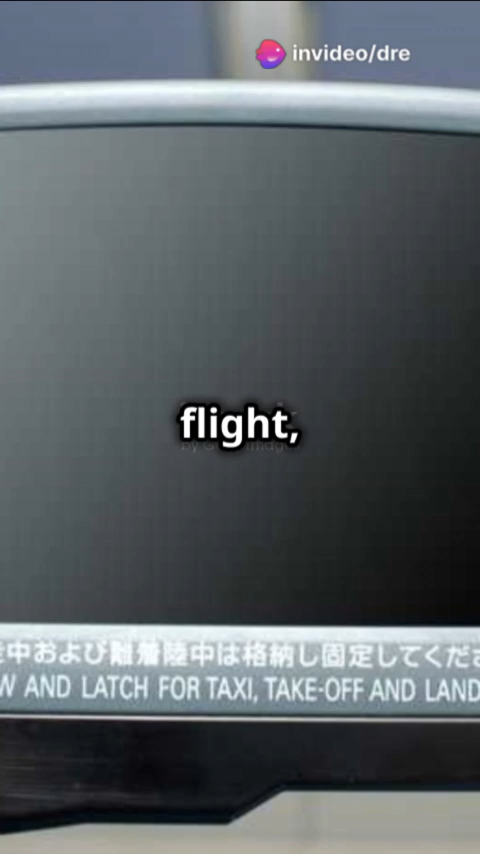 invideo/dre
flight,
中および離着陸中は格納し固定してくださ
W AND LATCH FOR TAXI, TAKE-OFF AND LAND